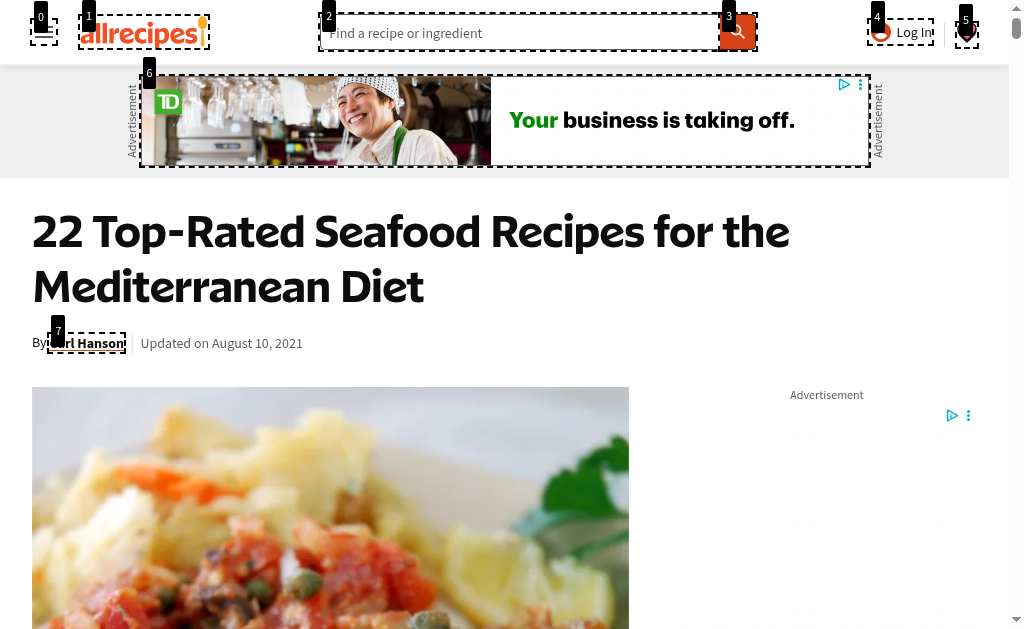 0
1
allrecipes
2
Find a recipe or ingredient
3
4
Log In
5
6
Advertisement
TD
Your business is taking off.
Advertisement
22 Top-Rated Seafood Recipes for the
Mediterranean Diet
7
By Hanson
Updated on August 10, 2021
Advertisement